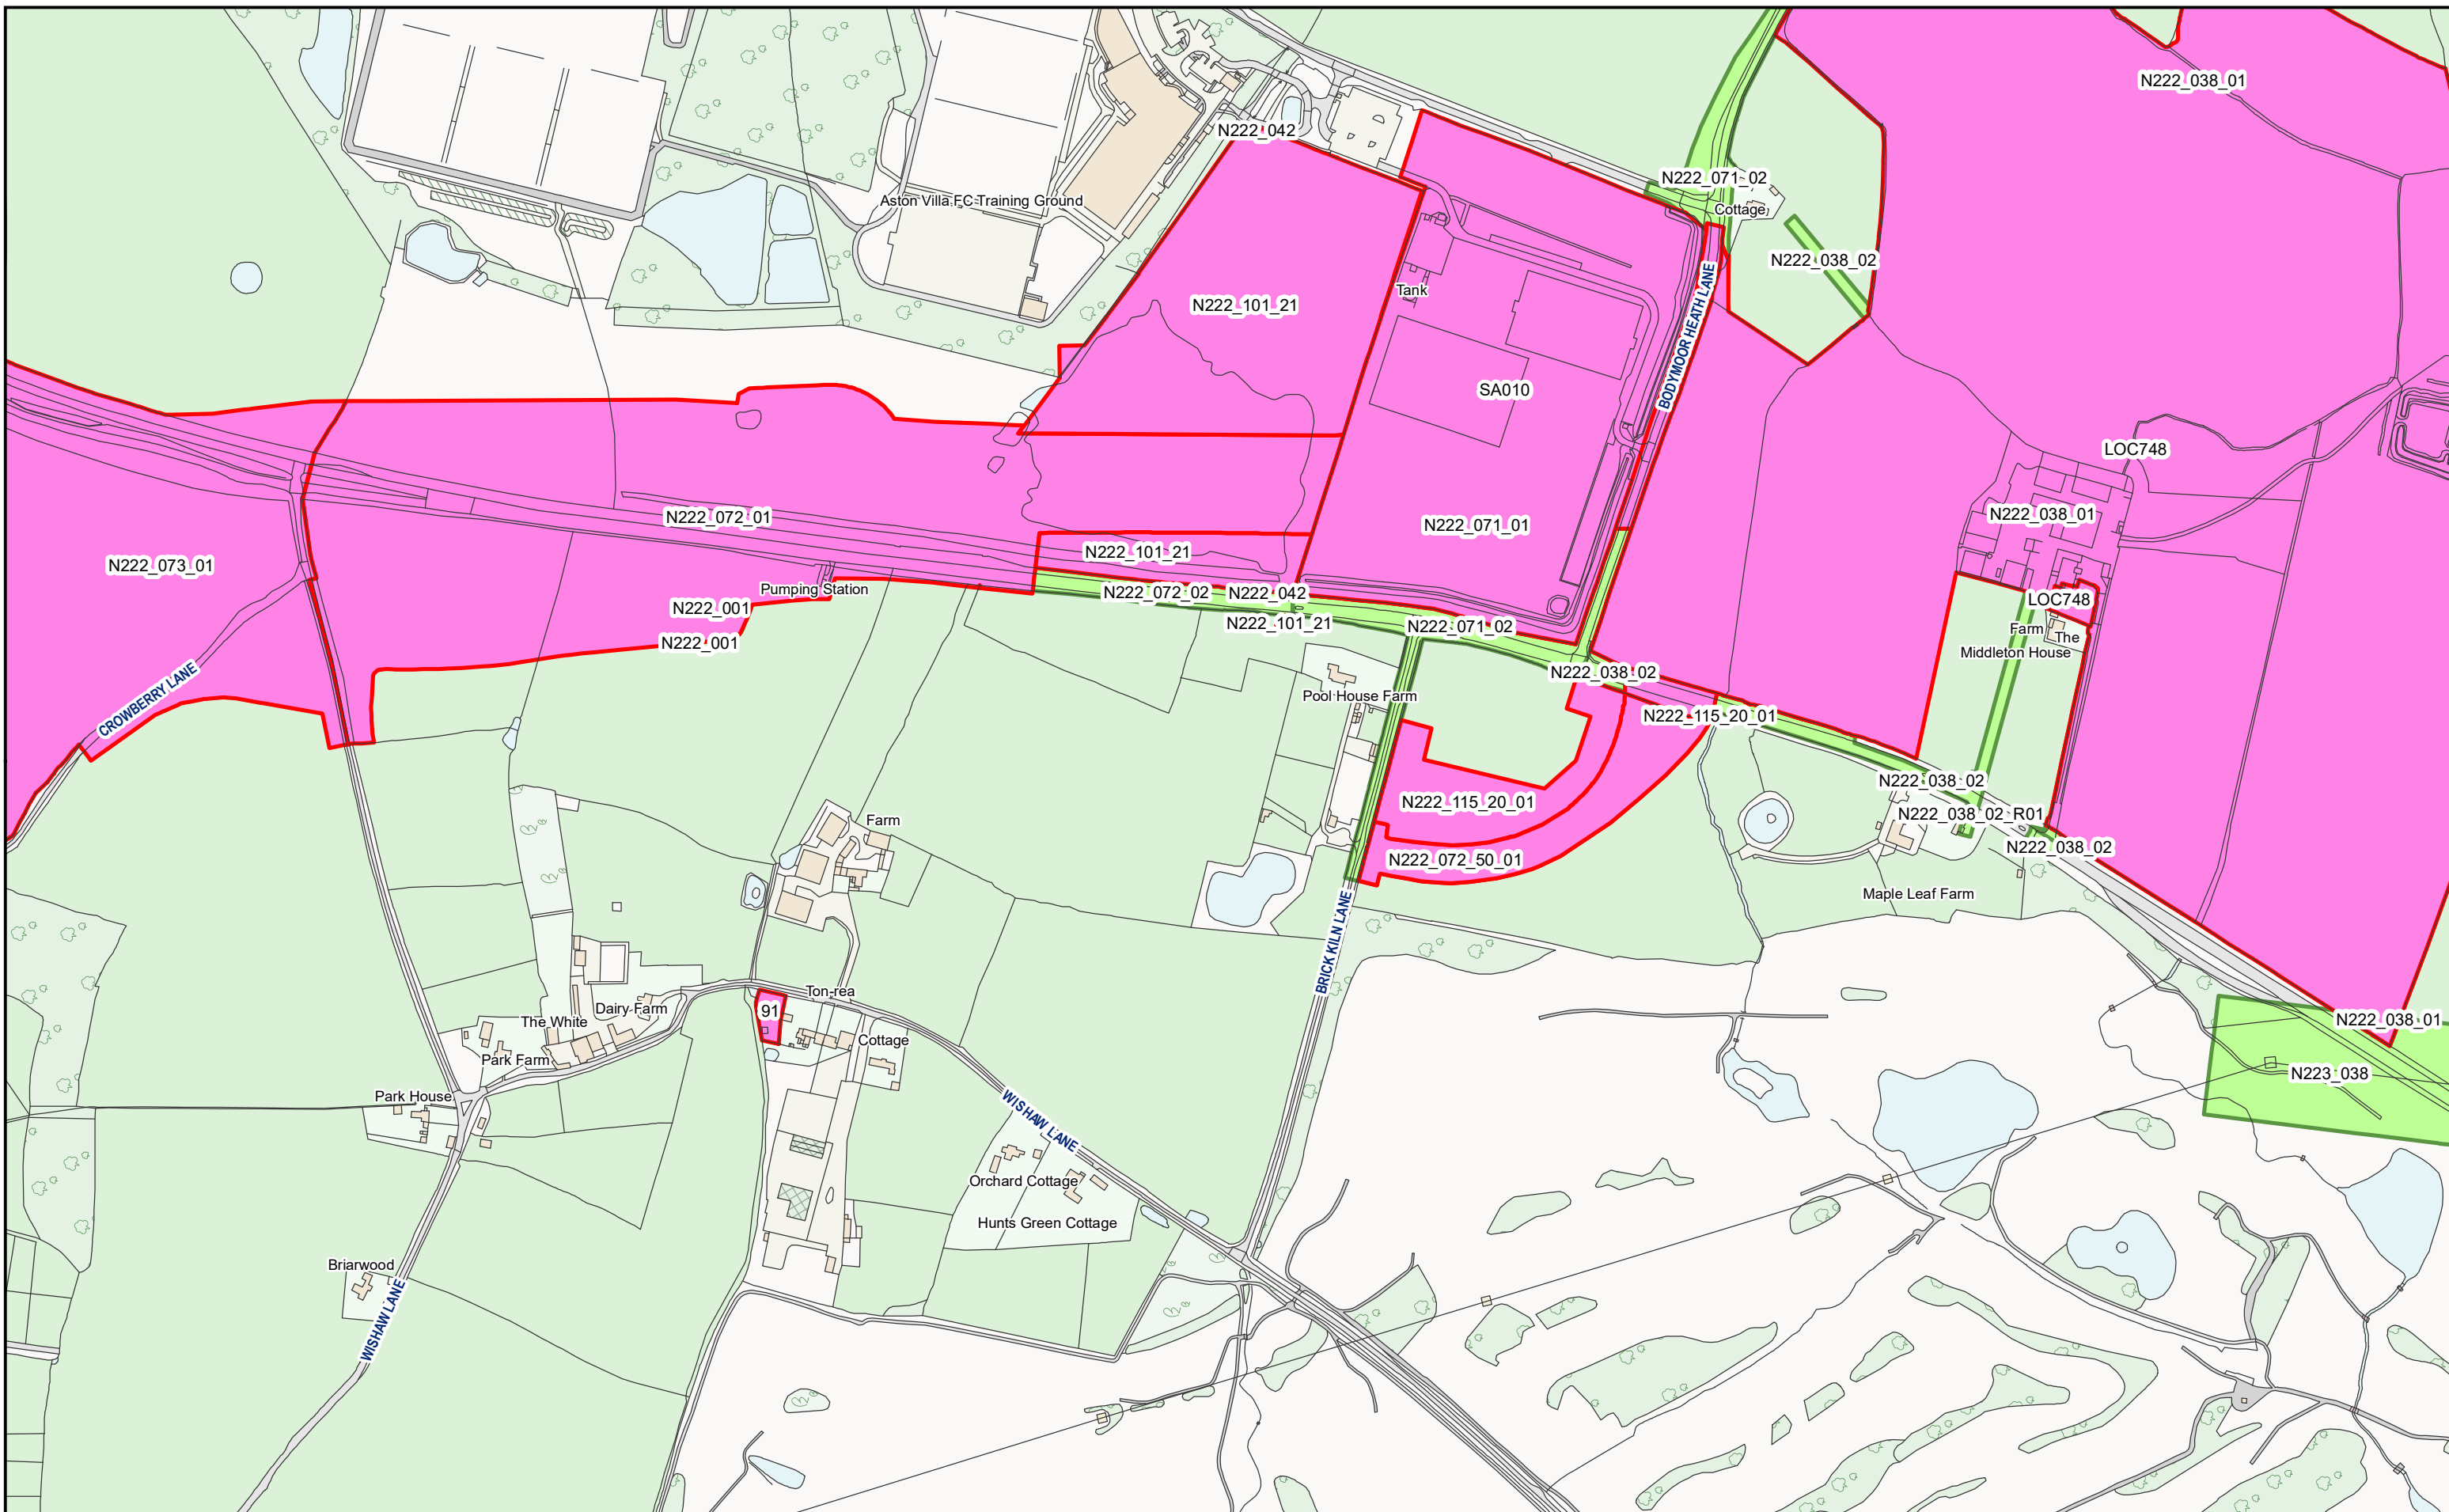 N222_038_01
N222_042
N222_071_02
Aston Villa FC Training Ground
Cottage
N222_038_02
Tank
N222_101_21
BODYMOOR HEATH LANE
SA010
LOC748
N222_072_01
N222_071_01
N222_038_01
N222_101_21
N222_073_01
Pumping Station
N222_072_02
N222_042
N222_001
LOC748
N222_101_21
N222_071_02
Farm
The
N222_001
Middleton House
CROWBERRY LANE
N222_038_02
Pool House Farm
N222_115_20_01
N222_038_02
N222_115_20_01
N222_038_02_R01
Farm
N222_038_02
N222_072_50_01
Maple Leaf Farm
BRICK KILN LANE
Ton-rea
91
Dairy Farm
The White
N222_038_01
Cottage
Park Farm
N223_038
Park House
WISHAW LANE
Orchard Cottage
Hunts Green Cottage
Briarwood
WISHAW LANE